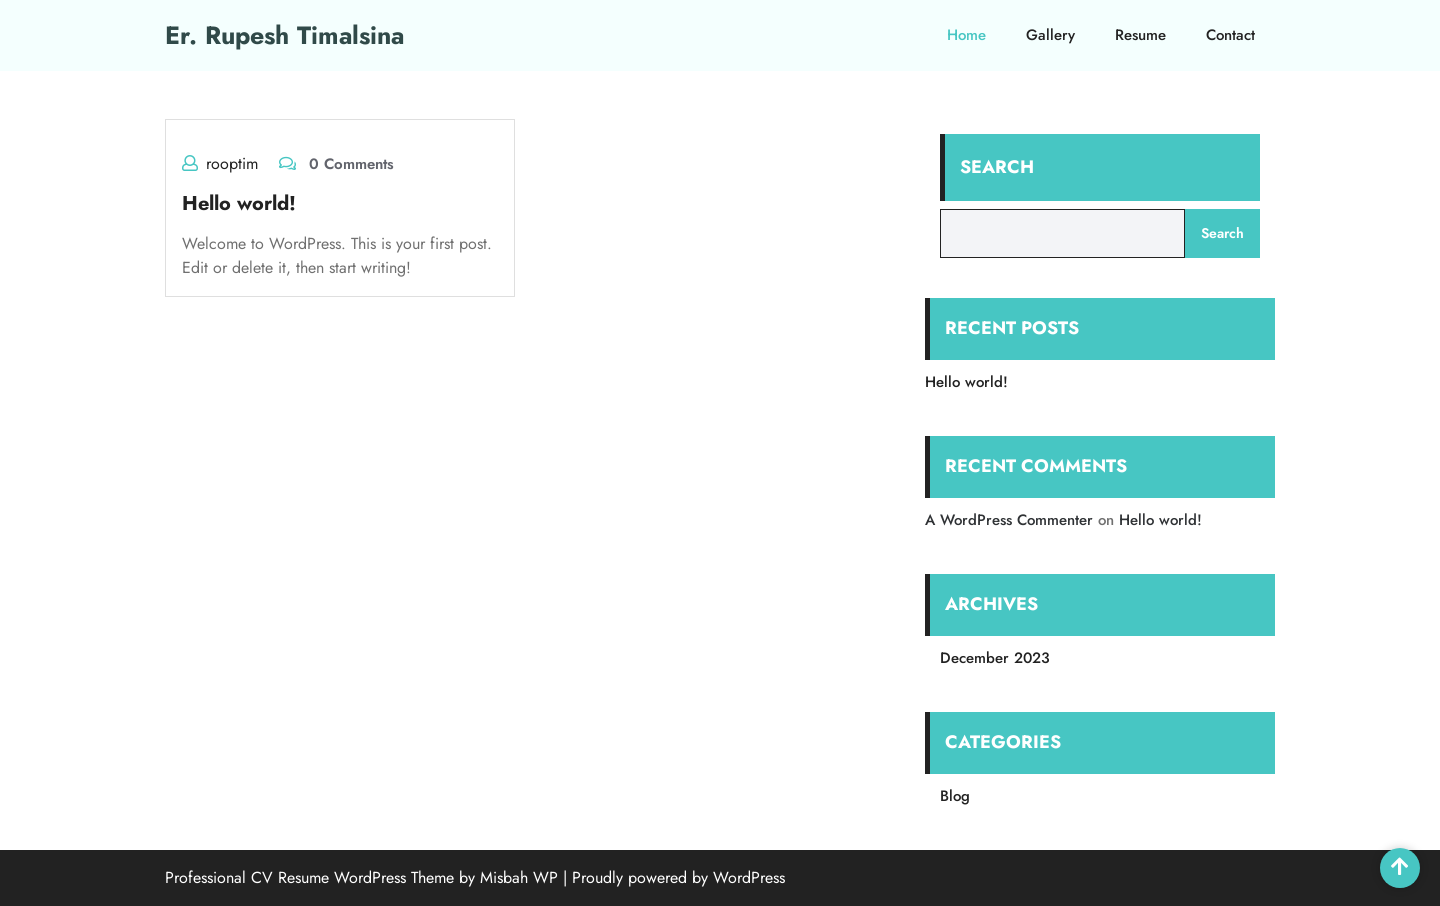 Er. Rupesh Timalsina
Home
Gallery
Resume
Contact
rooptim
0 Comments
Hello world!
Welcome to WordPress. This is your first post.
Edit or delete it, then start writing!
SEARCH
Search
RECENT POSTS
Hello world!
RECENT COMMENTS
A WordPress Commenter on Hello world!
ARCHIVES
December 2023
CATEGORIES
Blog
Professional CV Resume WordPress Theme by Misbah WP | Proudly powered by WordPress